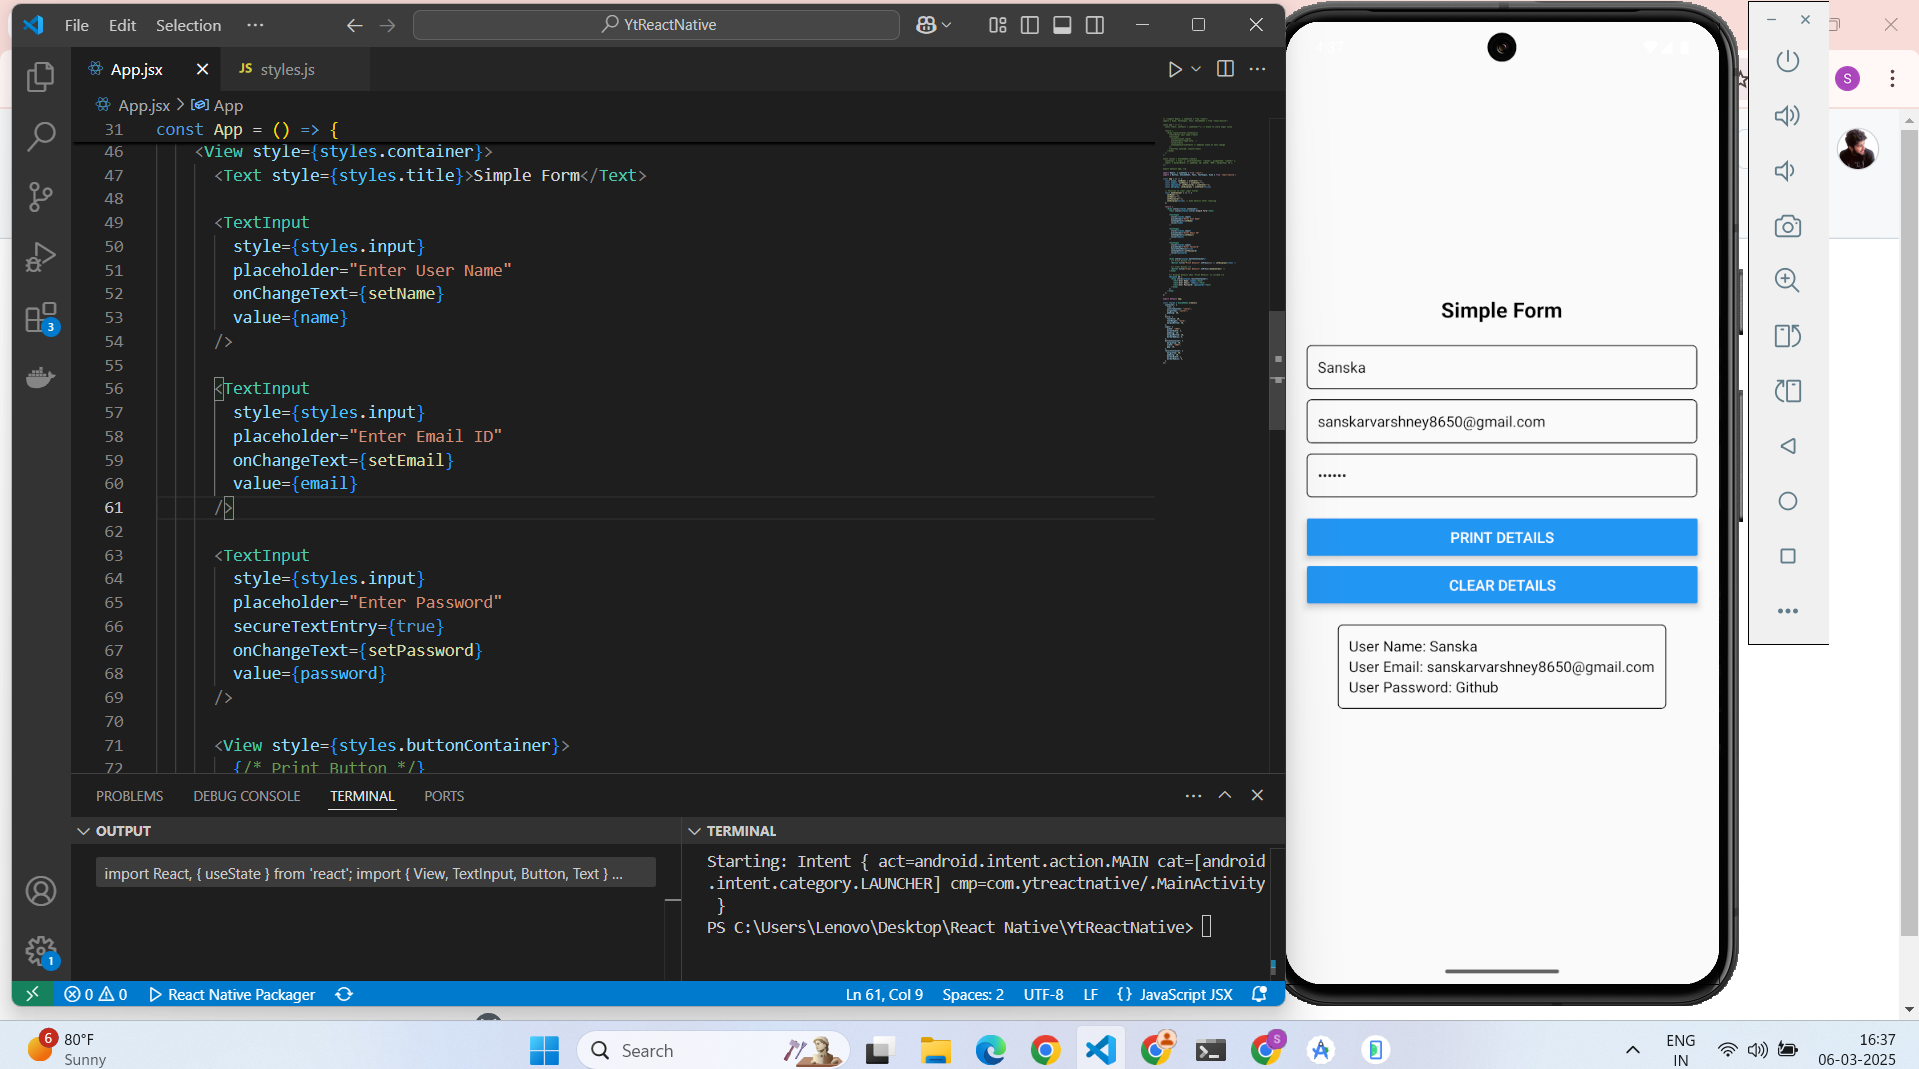 File
Edit
Selection
YtReactNative
App.jsx
JS styles.js
App.jsx > App
31 const App = () => {
46 <View style={styles.container}>
47 <Text style={styles.title}>Simple Form</Text>
48
49 <TextInput
50 style={styles.input}
51 placeholder="Enter User Name"
52 onChangeText={setName}
53 value={name}
54 />
55
56 <TextInput
57 style={styles.input}
58 placeholder="Enter Email ID"
59 onChangeText={setEmail}
60 value={email}
61 />
62
63 <TextInput
64 style={styles.input}
65 placeholder="Enter Password"
66 secureTextEntry={true}
67 onChangeText={setPassword}
68 value={password}
69 />
70
71 <View style={styles.buttonContainer}>
72 {/* Print Button */}
3
1
PROBLEMS
DEBUG CONSOLE
TERMINAL
PORTS
OUTPUT
import React, { useState } from 'react'; import { View, TextInput, Button, Text } ...
TERMINAL
Starting: Intent { act=android.intent.action.MAIN cat=[android
.intent.category.LAUNCHER] cmp=com.ytreactnative/.MainActivity
}
PS C:\Users\Lenovo\Desktop\React Native\YtReactNative>
0
0
React Native Packager
Ln 61, Col 9
Spaces: 2
UTF-8
LF
{} JavaScript JSX
Simple Form
Sanska
sanskarvarshney8650@gmail.com
••••••
PRINT DETAILS
CLEAR DETAILS
User Name: Sanska
User Email: sanskarvarshney8650@gmail.com
User Password: Github
S
6
80°F
Sunny
Search
S
ENG
IN
16:37
06-03-2025